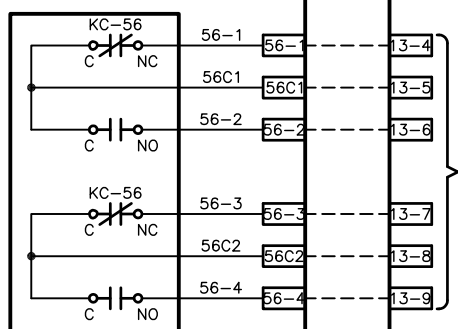 KC-56
56-1 56-1 13-4
C NC
56C1 56C1 13-5
56-2 56-2 13-6
C NO
KC-56
56-3 56-3 13-7
C NC
56C2 56C2 13-8
56-4 56-4 13-9
C NO